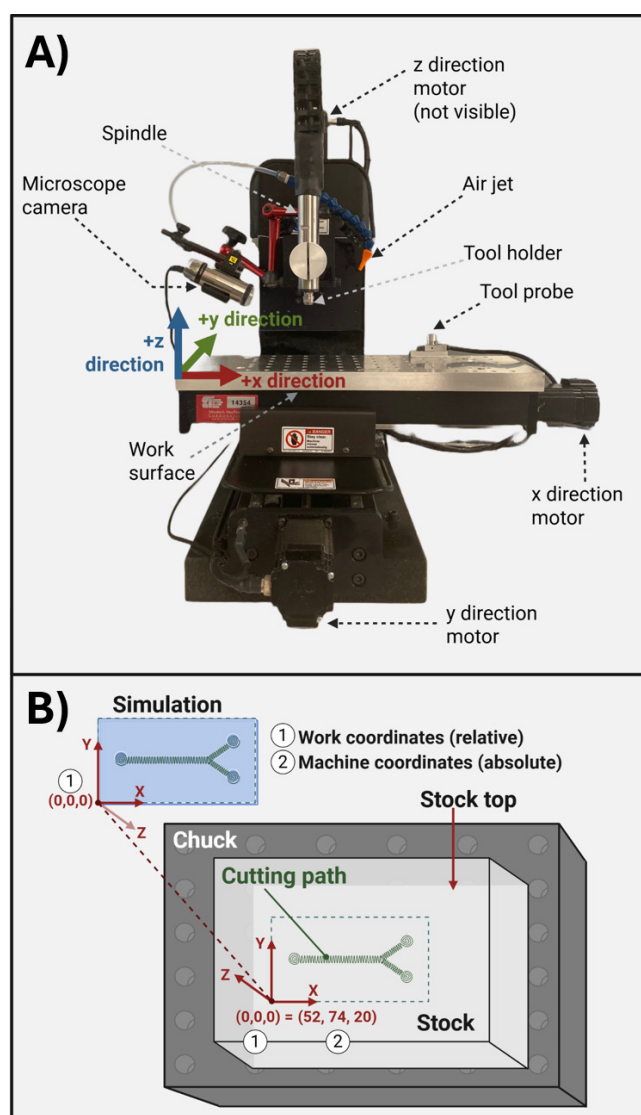 A)
z direction
motor
(not visible)
Spindle
Microscope
camera
Air jet
Tool holder
Tool probe
+y direction
+z
direction
+x direction
14354
DANGER
Work
surface
x direction
motor
y direction
motor
B)
Simulation
1 Work coordinates (relative)
2 Machine coordinates (absolute)
Y
1
(0,0,0)
X
Z
Stock top
Chuck
Cutting path
Y
Z
X
(0,0,0) = (52, 74, 20)
1
2
Stock